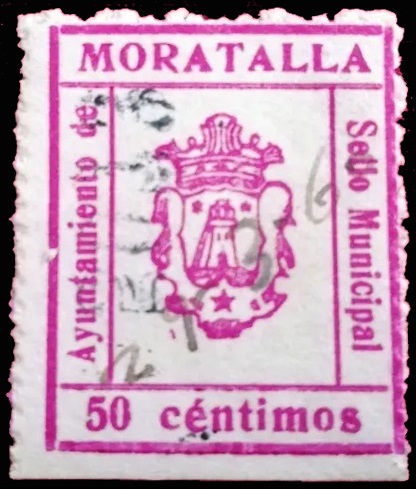 MORATALLA
Ayuntamiento de
Sello Municipal
50 céntimos